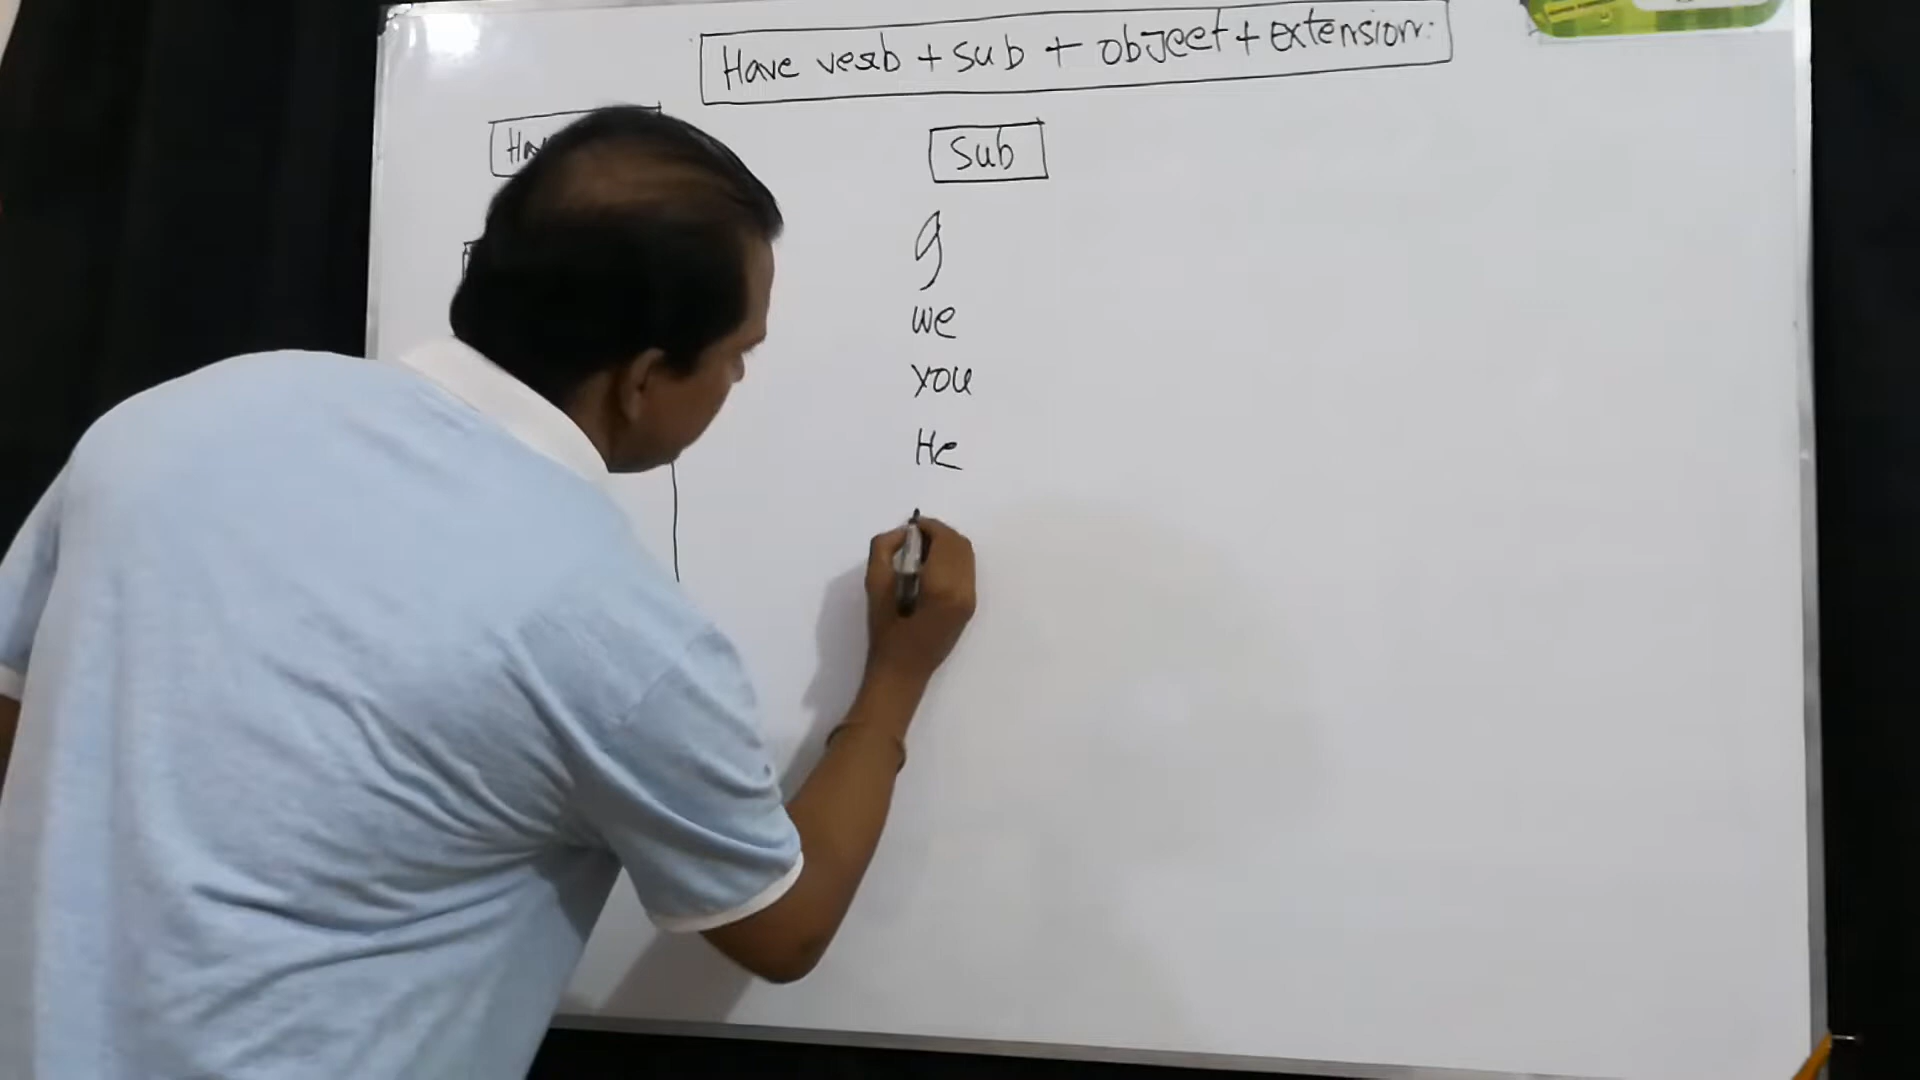 Have verb + sub + object + extension:
Sub
I
we
you
He